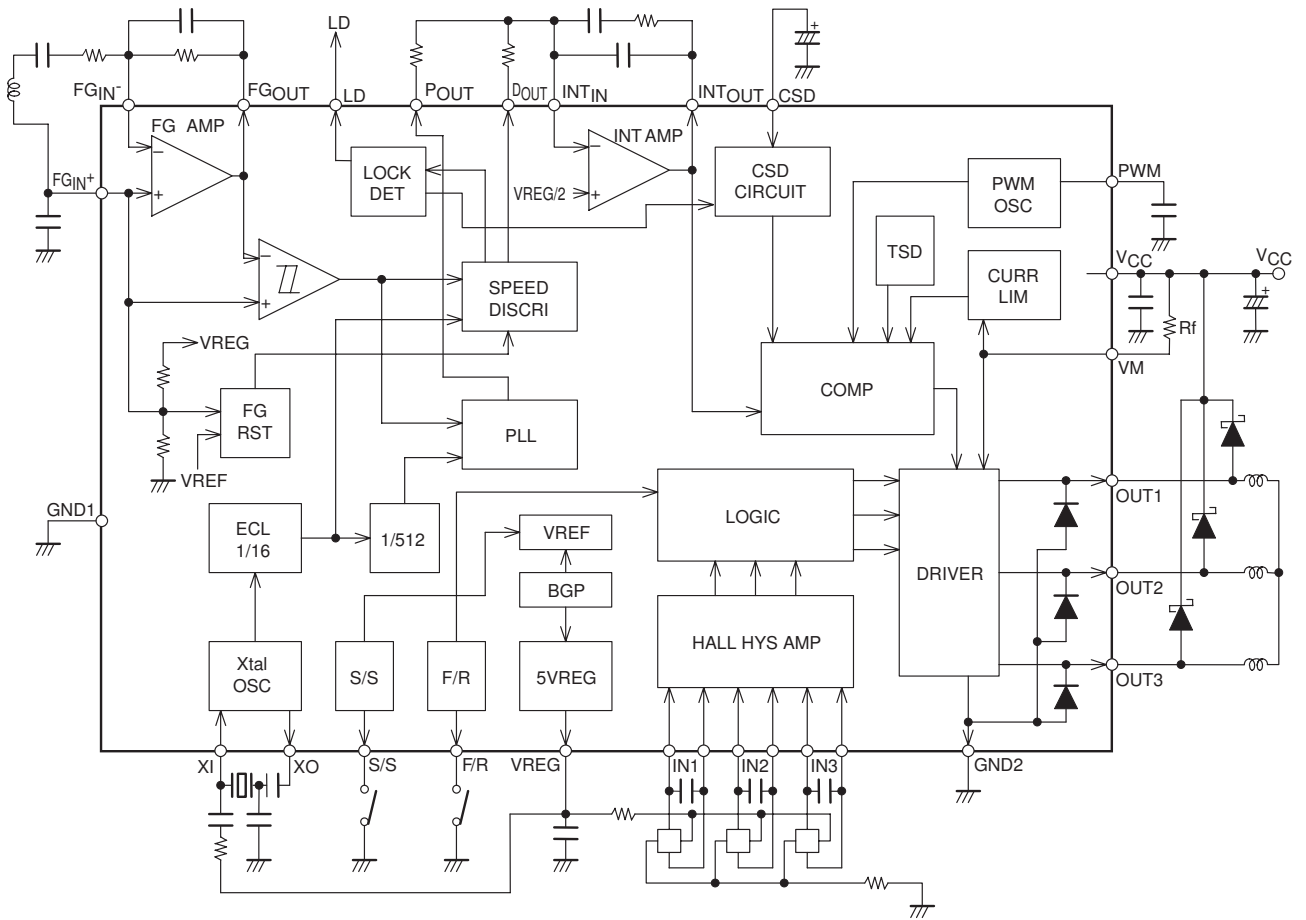 LD
FGIN-
FGOUT
LD
POUT
DOUT
INTIN
INTOUT
CSD
FG AMP
INT AMP
LOCK
DET
CSD
CIRCUIT
PWM
OSC
PWM
FGIN+
VREG/2
TSD
VCC
VCC
CURR
LIM
SPEED
DISCRI
Rf
VREG
VM
COMP
FG
RST
PLL
VREF
GND1
ECL
1/16
1/512
VREF
LOGIC
OUT1
BGP
DRIVER
OUT2
Xtal
OSC
S/S
F/R
5VREG
HALL HYS AMP
OUT3
XI
XO
S/S
F/R
VREG
IN1
IN2
IN3
GND2